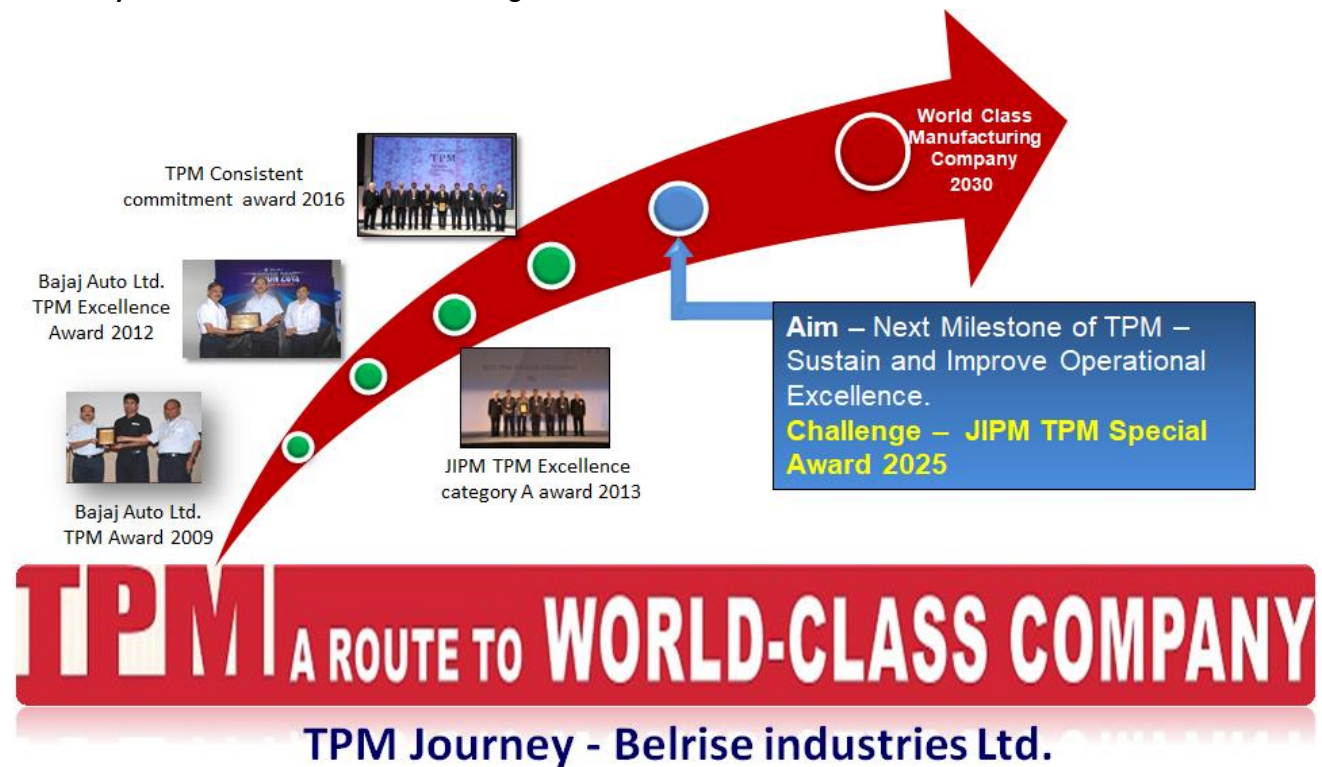 World Class
Manufacturing
Company
2030
TPM Consistent
commitment award 2016
Bajaj Auto Ltd.
TPM Excellence
Award 2012
Aim – Next Milestone of TPM –
Sustain and Improve Operational
Excellence.
Challenge – JIPM TPM Special
Award 2025
JIPM TPM Excellence
category A award 2013
Bajaj Auto Ltd.
TPM Award 2009
TPM A ROUTE TO WORLD-CLASS COMPANY
TPM Journey - Belrise industries Ltd.